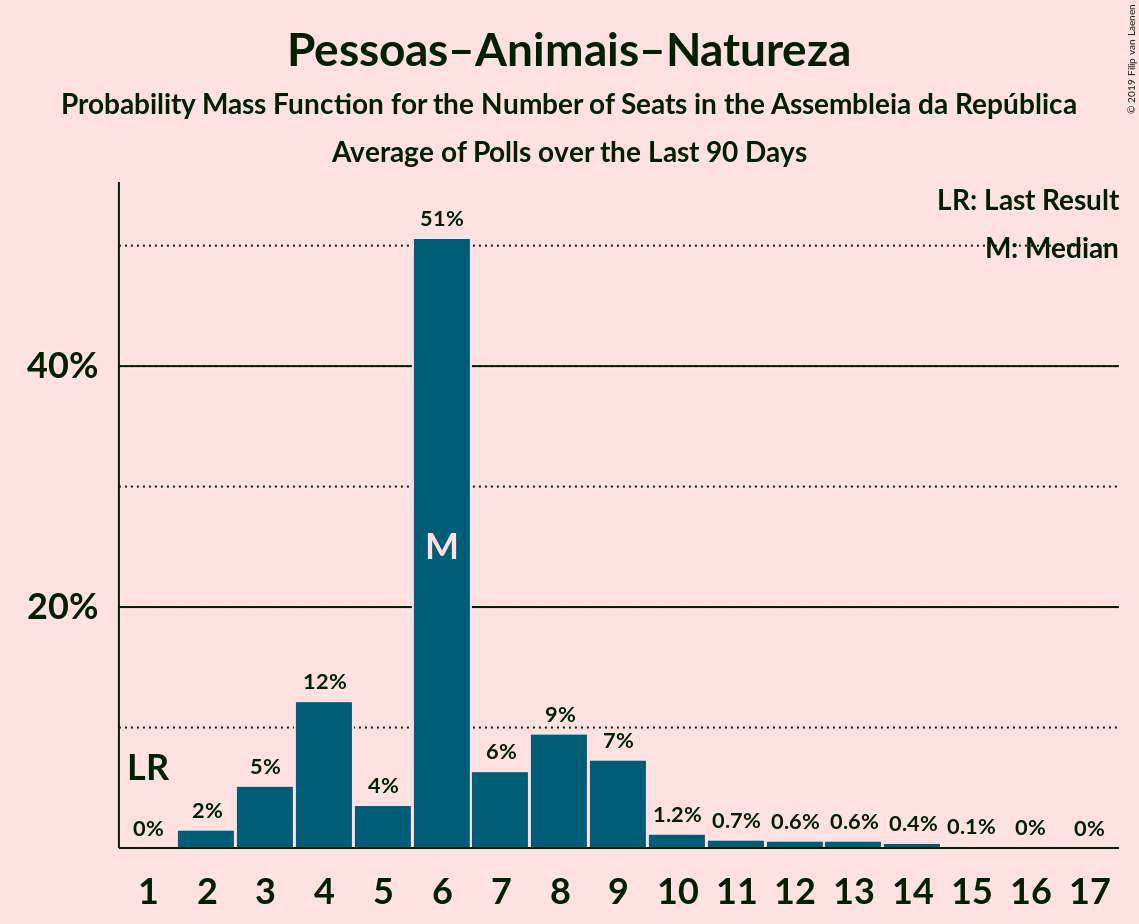 Pessoas–Animais–Natureza
Probability Mass Function for the Number of Seats in the Assembleia da República
Average of Polls over the Last 90 Days
© 2019 Filip van Laenen
LR: Last Result
M: Median
51%
40%
M
20%
12%
9%
7%
6%
LR
5%
4%
2%
0%
1.2%
0.7%
0.6%
0.6%
0.4%
0.1%
0%
0%
1 2 3 4 5 6 7 8 9 10 11 12 13 14 15 16 17